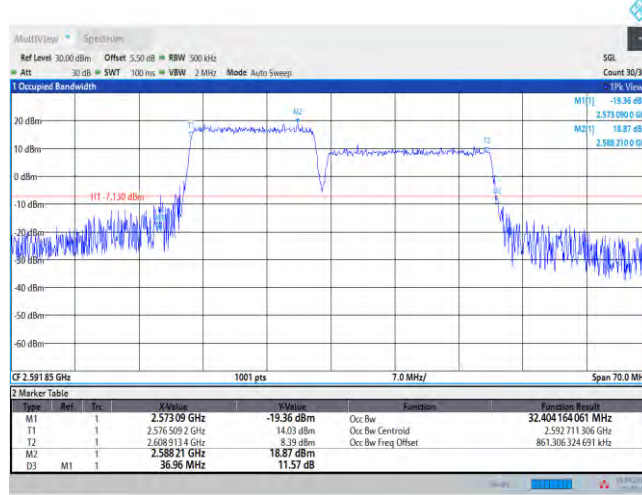 MultiView Spectrum
Ref Level 30.00 dBm Offset 5.50 dB RBW 500 kHz SGL
Att 30 dB SWT 100 ms VBW 2 MHz Mode Auto Sweep Count 30/3
1 Occupied Bandwidth 1Pk View
M1[1] -19.36 dB
2.573 090 0 GH
M2[1] 18.87 dB
2.588 210 0 G
M2
20 dBm
T2
10 dBm
0 dBm
H1 -7.130 dBm
-10 dBm
-20 dBm
-30 dBm
-40 dBm
-50 dBm
-60 dBm
CF 2.591 85 GHz 1001 pts 7.0 MHz/ Span 70.0 MH
2 Marker Table
Type Ref Trc X-Value Y-Value Function Function Result
M1 1 2.573 09 GHz -19.36 dBm Occ Bw 32.404 164 061 MHz
T1 1 2.576 509 2 GHz 14.03 dBm Occ Bw Centroid 2.592 711 306 GHz
T2 1 2.608 913 4 GHz 8.39 dBm Occ Bw Freq Offset 861.306 324 691 kHz
M2 1 2.588 21 GHz 18.87 dBm
D3 M1 1 36.96 MHz 11.57 dB